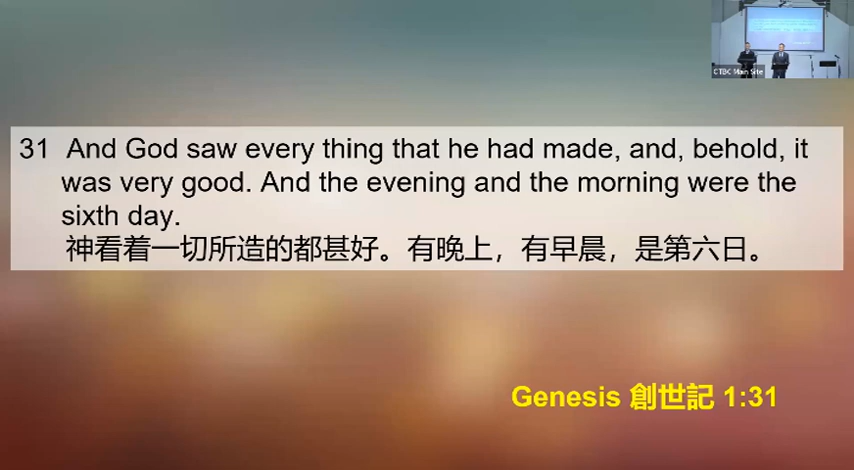 CTBC Main Site
31 And God saw every thing that he had made, and, behold, it
was very good. And the evening and the morning were the
sixth day.
神看着一切所造的都甚好。有晚上，有早晨，是第六日。
Genesis 創世記 1:31